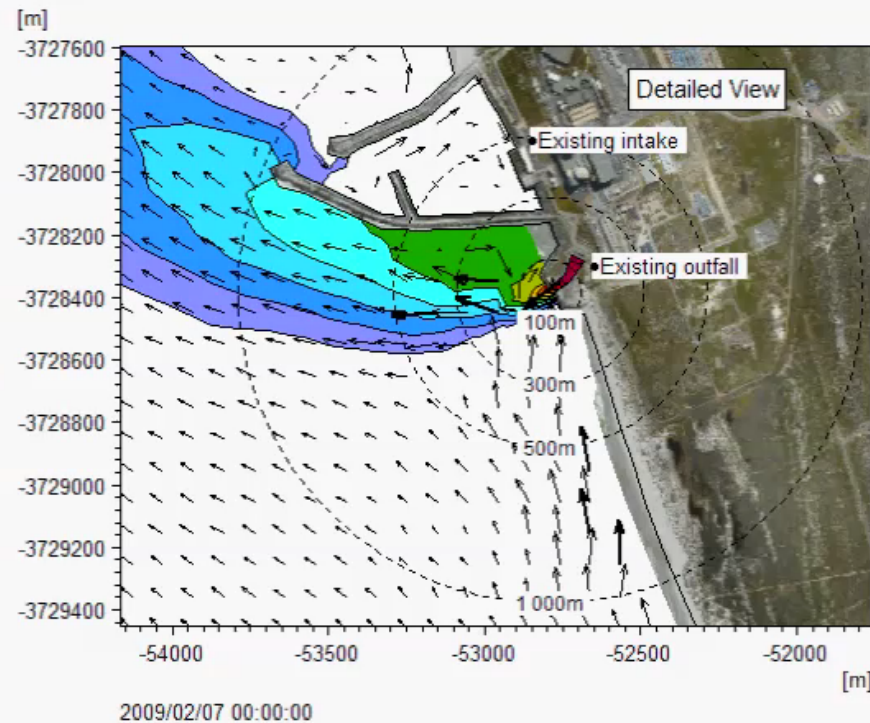 [m]
-3727600
-3727800
-3728000
-3728200
-3728400
-3728600
-3728800
-3729000
-3729200
-3729400
Detailed View
Existing intake
Existing outfall
100m
300m
500m
1 000m
-54000 -53500 -53000 -52500 -52000
[m]
2009/02/07 00:00:00